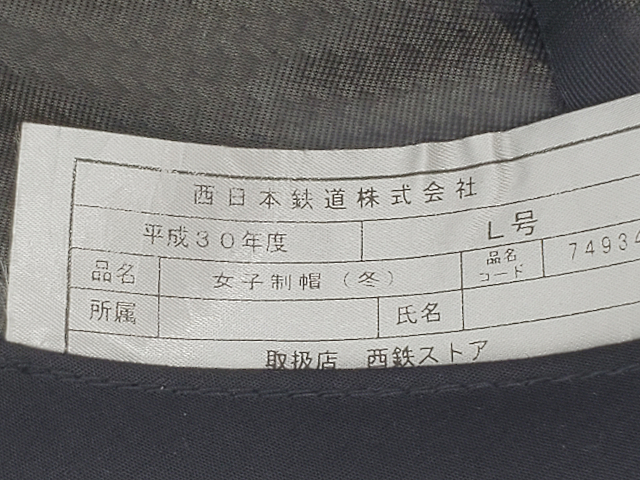 西日本鉄道株式会社
平成30年度 L号
品名 女子制帽（冬） 品名コード 74934
所属 氏名
取扱店 西鉄ストア